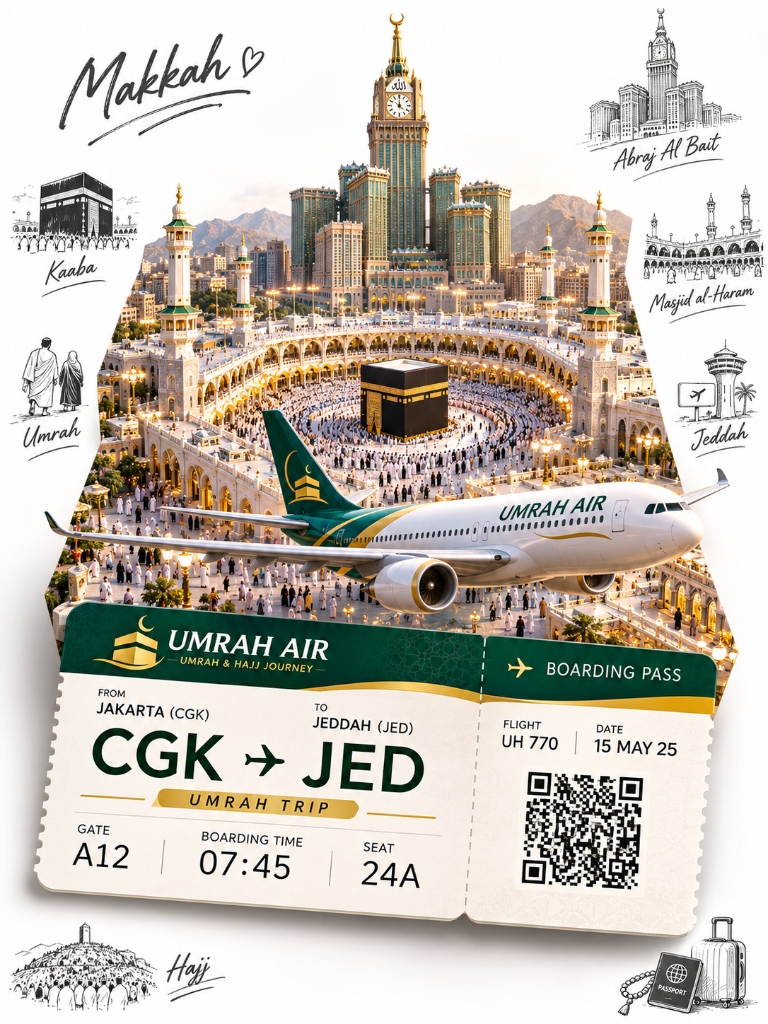 Makkah
Abraj Al Bait
Kaaba
Masjid al-Haram
Umrah
Jeddah
الله
UMRAH AIR
UMRAH AIR
UMRAH & HAJJ JOURNEY
BOARDING PASS
FROM
JAKARTA (CGK)
TO
JEDDAH (JED)
CGK JED
UMRAH TRIP
GATE
A12
BOARDING TIME
07:45
SEAT
24A
FLIGHT
UH 770
DATE
15 MAY 25
Hajj
PASSPORT